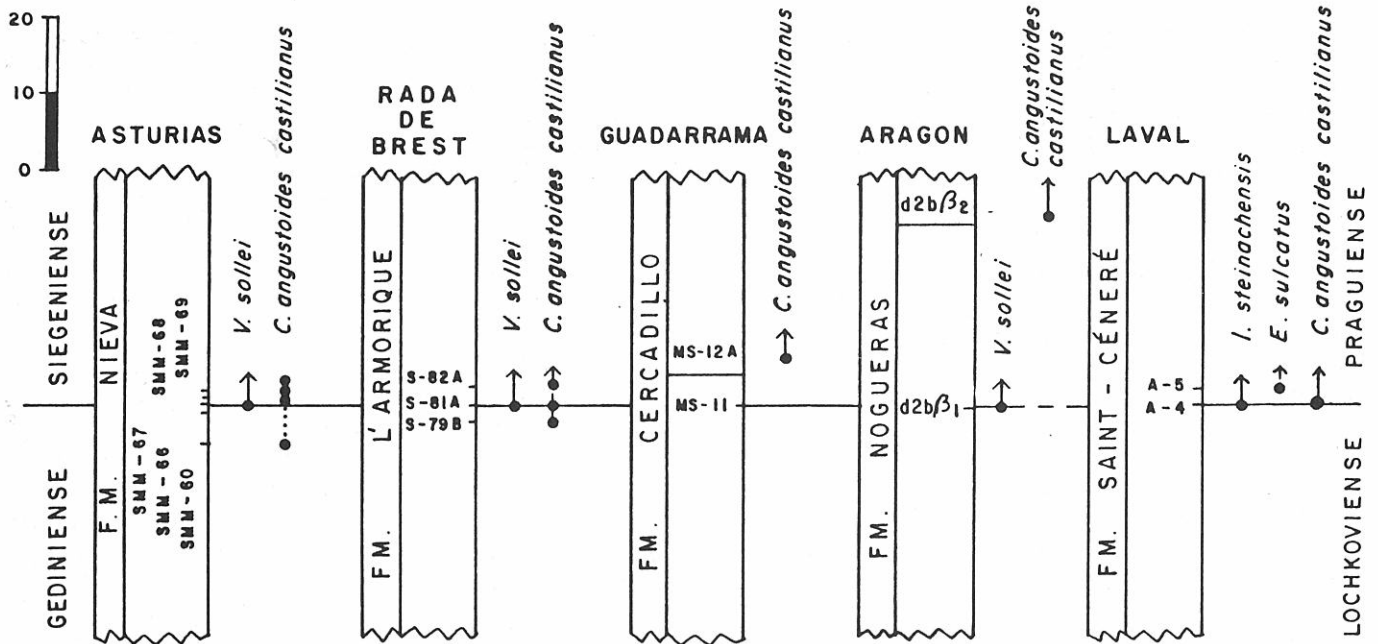 20
10
0
ASTURIAS
V. sollei
C. angustoides castilianus
RADA
DE
BREST
V. sollei
C. angustoides castilianus
GUADARRAMA
C. angustoides castilianus
ARAGON
V. sollei
C. angustoides
castilianus
LAVAL
I. steinachensis
E. sulcatus
C. angustoides castilianus
SIEGENIENSE
GEDINIENSE
F.M. NIEVA
SMM-68
SMM-69
SMM-67
SMM-66
SMM-60
FM. L'ARMORIQUE
S-82A
S-81A
S-79B
FM. CERCADILLO
MS-12A
MS-11
FM. NOGUERAS
d2bβ2
d2bβ1
FM. SAINT-CÉNERÉ
A-5
A-4
PRAGUIENSE
LOCHKOVIENSE